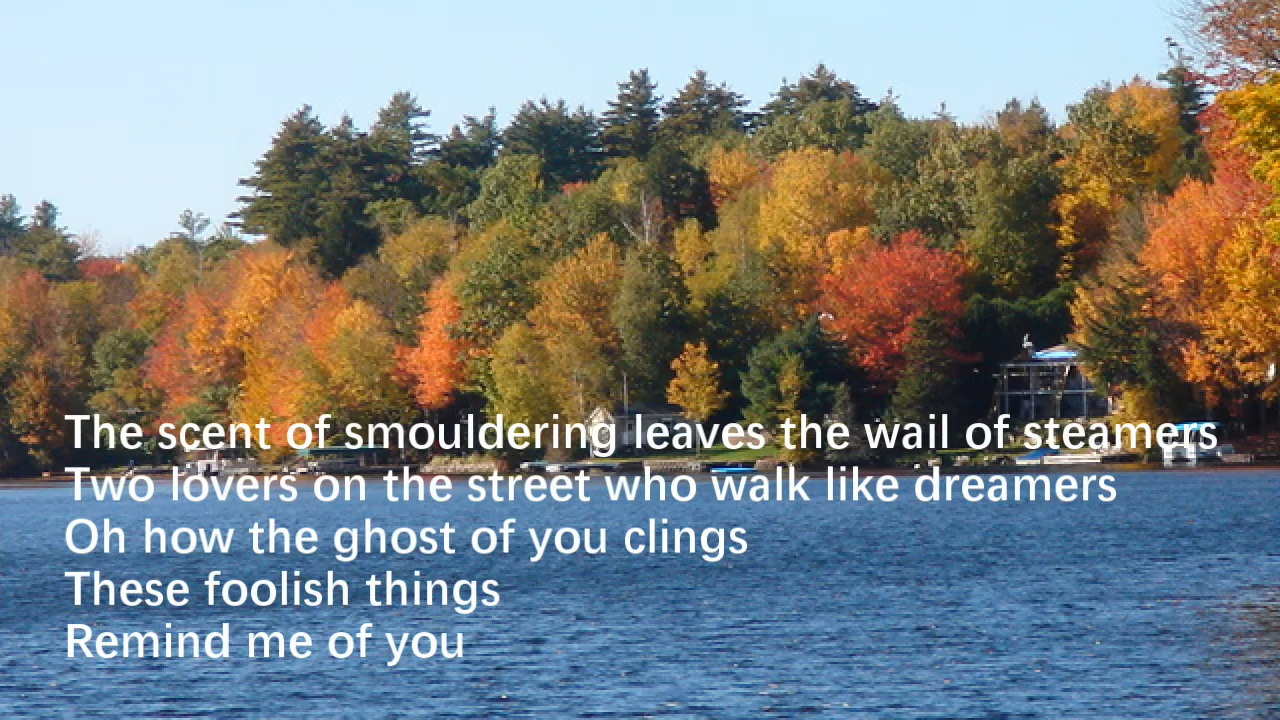 The scent of smouldering leaves the wail of steamers
Two lovers on the street who walk like dreamers
Oh how the ghost of you clings
These foolish things
Remind me of you